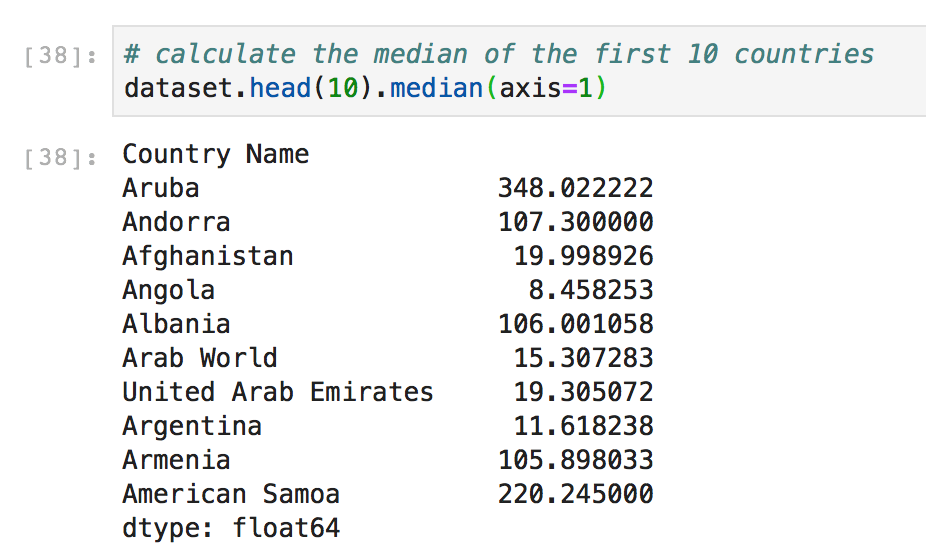 [38]: # calculate the median of the first 10 countries
dataset.head(10).median(axis=1)
[38]: Country Name
Aruba 348.022222
Andorra 107.300000
Afghanistan 19.998926
Angola 8.458253
Albania 106.001058
Arab World 15.307283
United Arab Emirates 19.305072
Argentina 11.618238
Armenia 105.898033
American Samoa 220.245000
dtype: float64